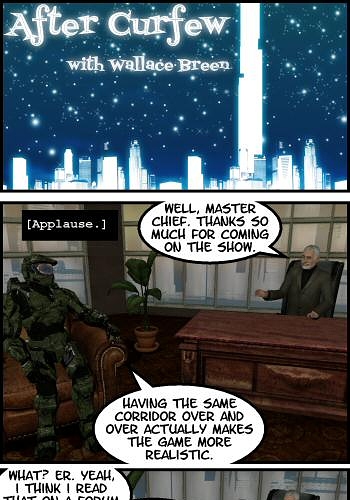 After Curfew
with Wallace Breen
[Applause.]
WELL, MASTER
CHIEF. THANKS SO
MUCH FOR COMING
ON THE SHOW.
HAVING THE SAME
CORRIDOR OVER AND
OVER ACTUALLY MAKES
THE GAME MORE
REALISTIC.
WHAT? ER. YEAH,
I THINK I READ
THAT ON A FORUM